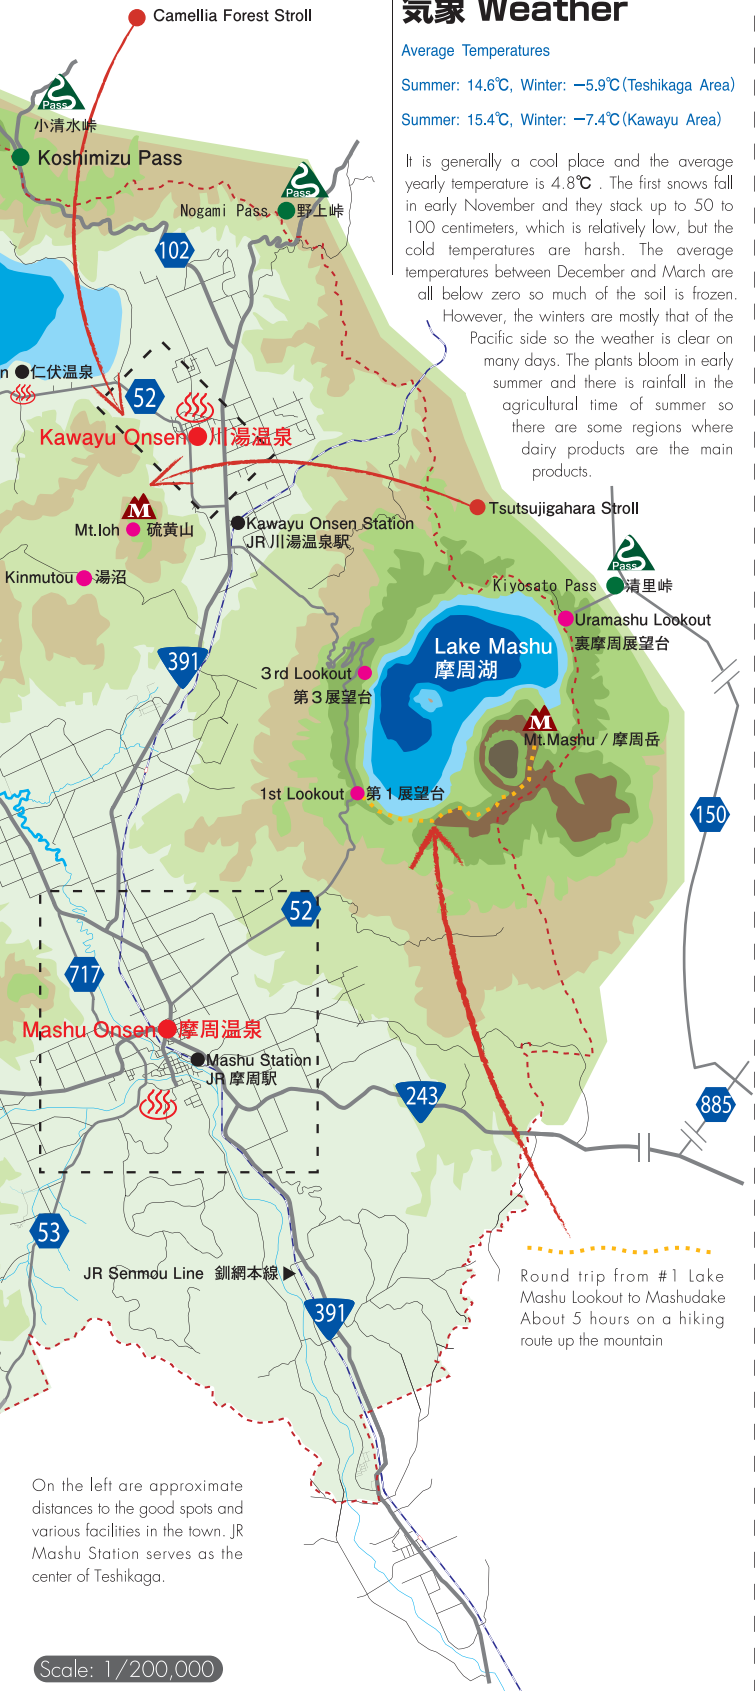 気象 Weather
Average Temperatures
Summer: 14.6℃, Winter: −5.9℃(Teshikaga Area)
Summer: 15.4℃, Winter: −7.4℃(Kawayu Area)
It is generally a cool place and the average
yearly temperature is 4.8℃ . The first snows fall
in early November and they stack up to 50 to
100 centimeters, which is relatively low, but the
cold temperatures are harsh. The average
temperatures between December and March are
all below zero so much of the soil is frozen.
However, the winters are mostly that of the
Pacific side so the weather is clear on
many days. The plants bloom in early
summer and there is rainfall in the
agricultural time of summer so
there are some regions where
dairy products are the main
products.
Camellia Forest Stroll
Pass
小清水峠
Koshimizu Pass
Pass
Nogami Pass 野上峠
102
n 仁伏温泉
52
Kawayu Onsen 川湯温泉
Tsutsujigahara Stroll
M
Mt.Ioh 硫黄山
Kawayu Onsen Station
JR川湯温泉駅
Kinmutou 湯沼
Pass
Kiyosato Pass 清里峠
Uramashu Lookout
裏摩周展望台
Lake Mashu
摩周湖
391
3rd Lookout
第3展望台
M
Mt.Mashu / 摩周岳
1st Lookout 第1展望台
150
52
717
Mashu Onsen 摩周温泉
Mashu Station
JR 摩周駅
243
885
53
JR Senmou Line 釧網本線
391
Round trip from #1 Lake
Mashu Lookout to Mashudake
About 5 hours on a hiking
route up the mountain
On the left are approximate
distances to the good spots and
various facilities in the town. JR
Mashu Station serves as the
center of Teshikaga.
Scale: 1/200,000